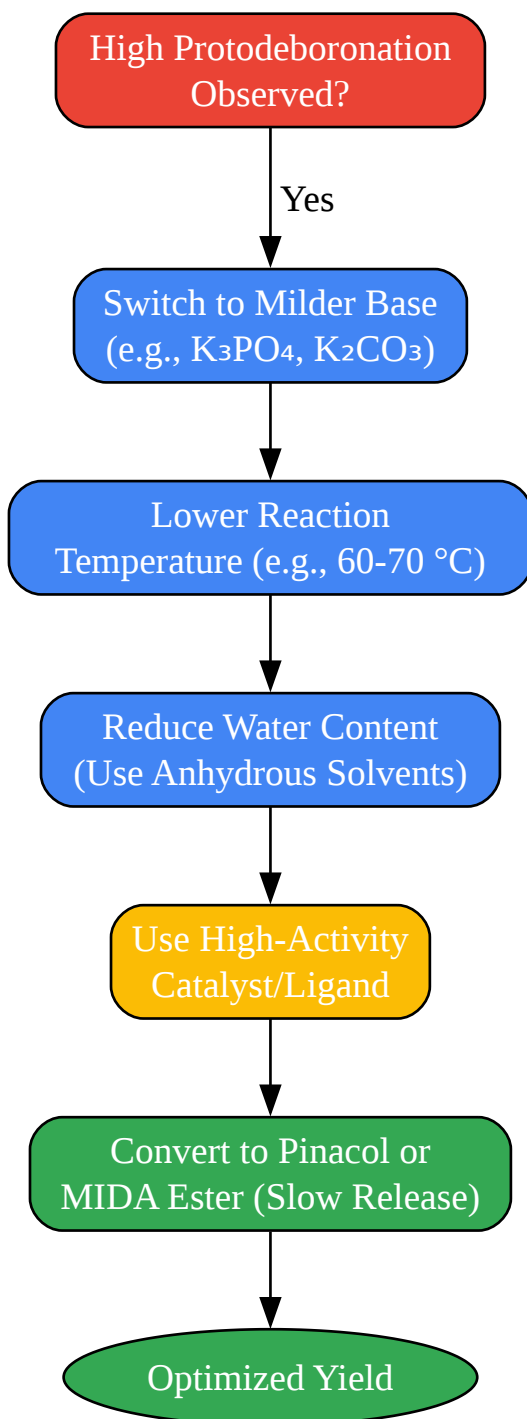 High Protodeboronation
Observed?
Yes
Switch to Milder Base
(e.g., K₃PO₄, K₂CO₃)
Lower Reaction
Temperature (e.g., 60-70 °C)
Reduce Water Content
(Use Anhydrous Solvents)
Use High-Activity
Catalyst/Ligand
Convert to Pinacol or
MIDA Ester (Slow Release)
Optimized Yield